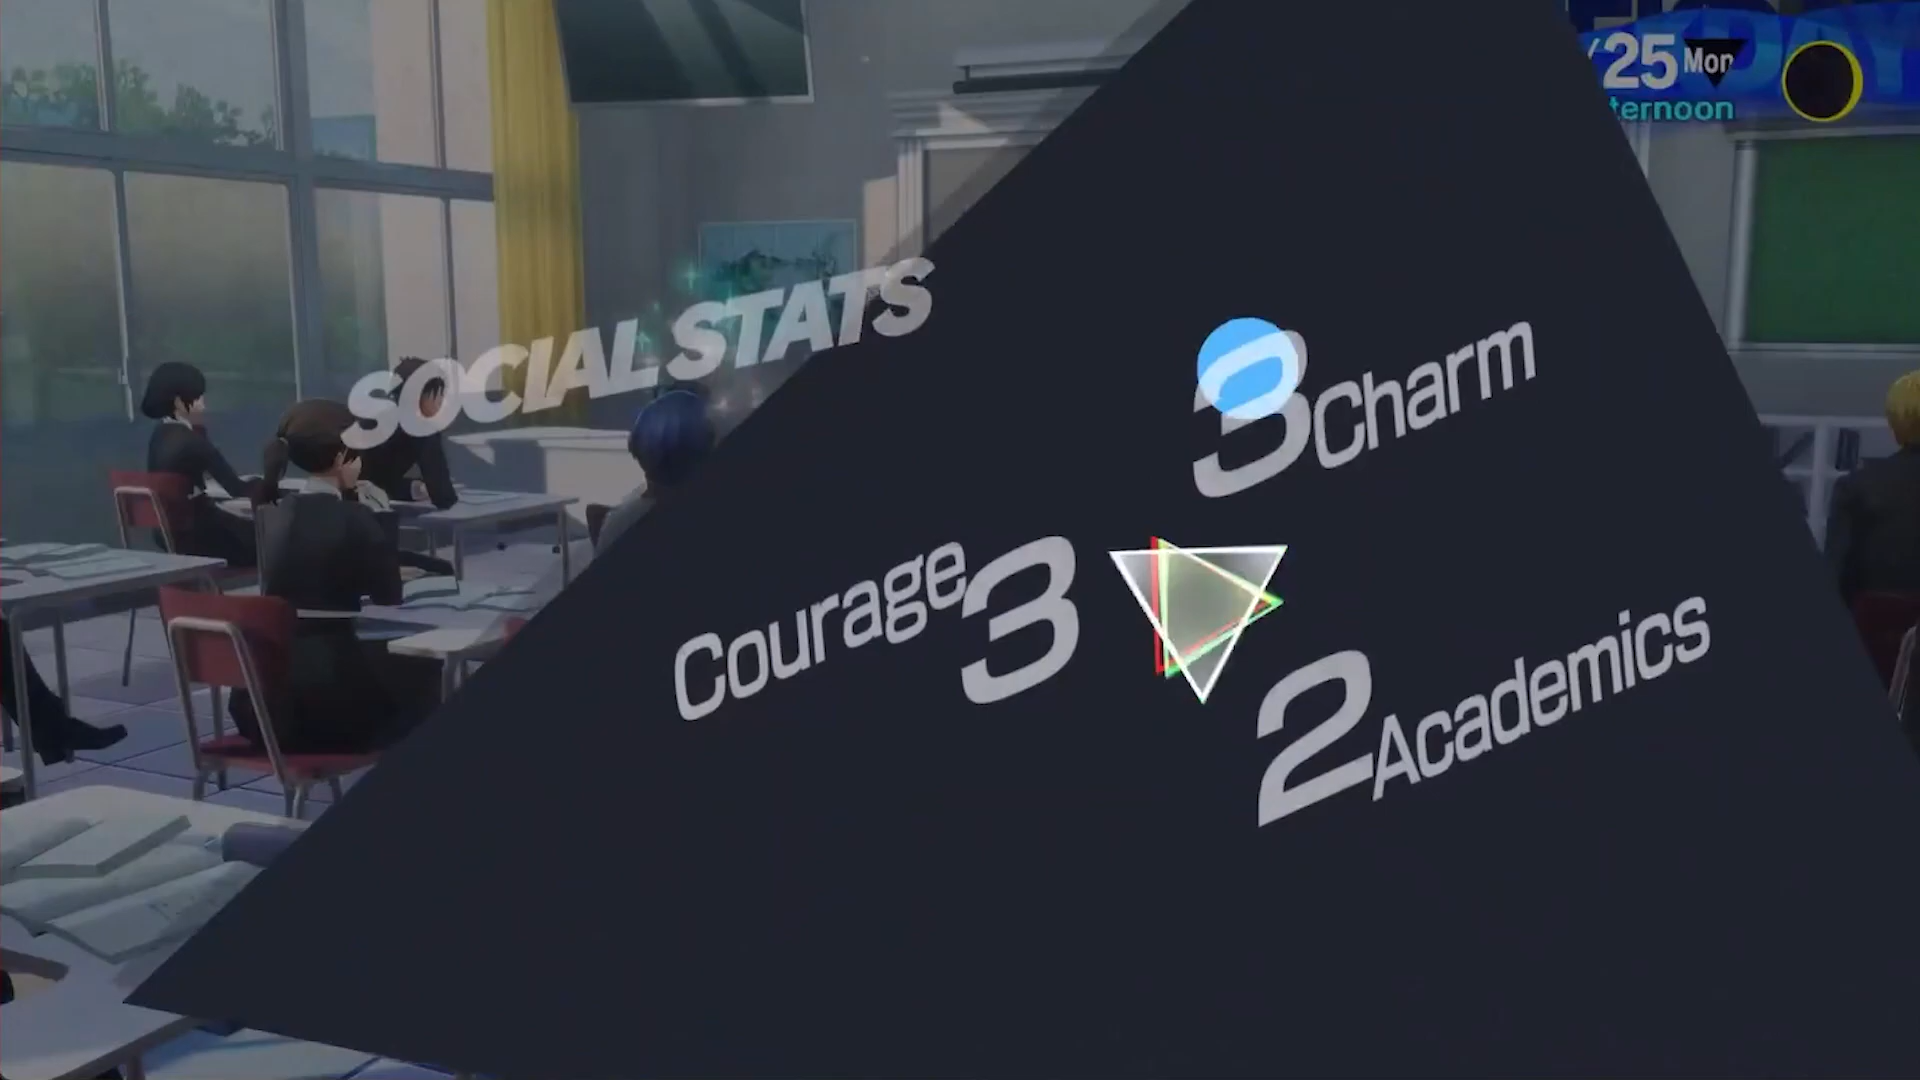 /25 Mon
ternoon
SOCIAL STATS
3 Charm
Courage 3
2 Academics